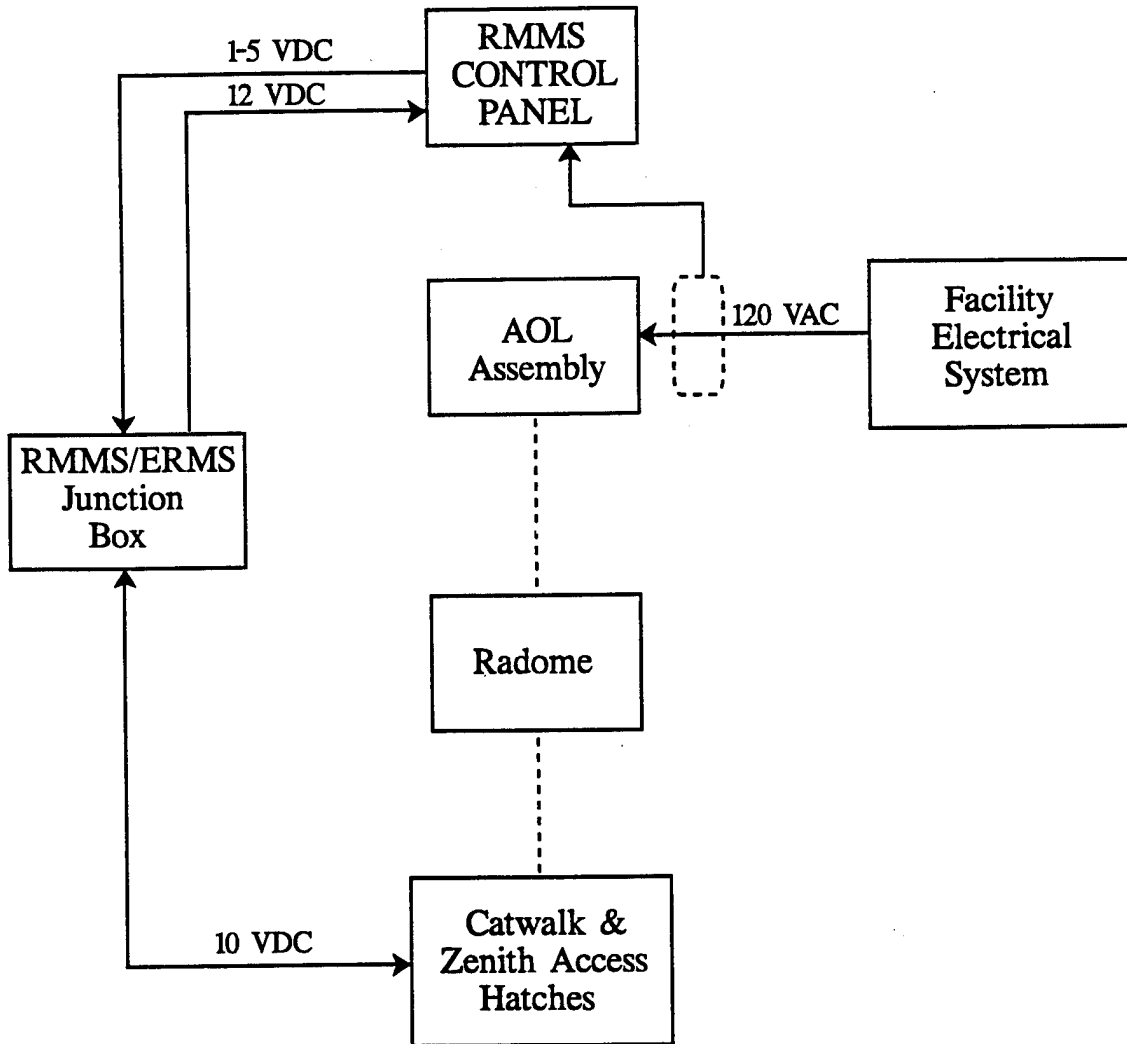 1-5 VDC
12 VDC
RMMS
CONTROL
PANEL
AOL
Assembly
120 VAC
Facility
Electrical
System
RMMS/ERMS
Junction
Box
Radome
10 VDC
Catwalk &
Zenith Access
Hatches